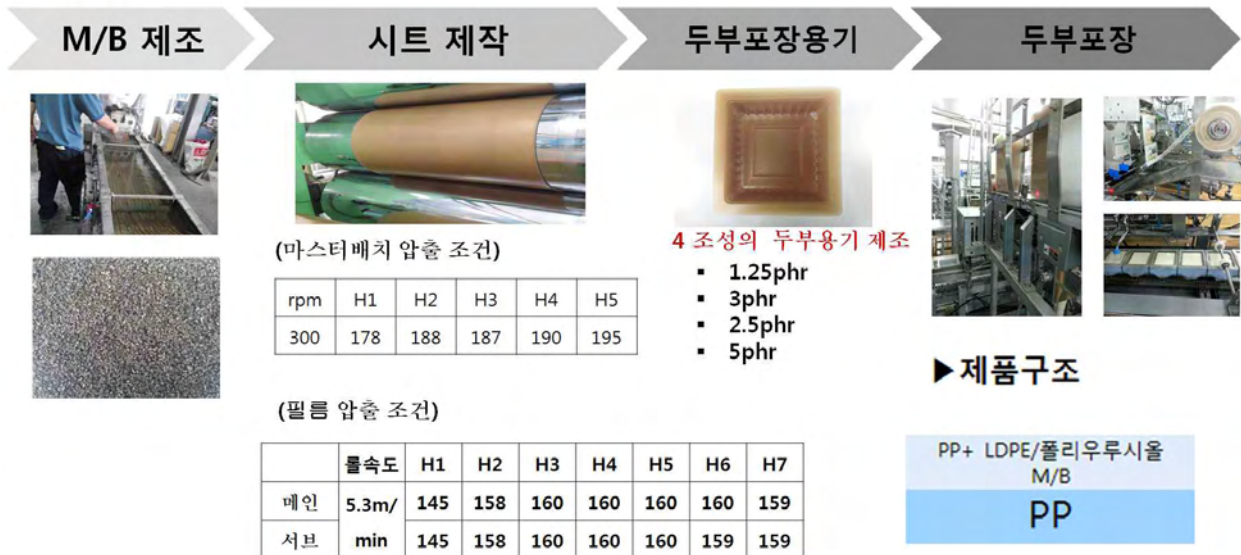 M/B 제조
시트 제작
두부포장용기
두부포장
(마스터배치 압출 조건)
rpm H1 H2 H3 H4 H5
300 178 188 187 190 195
(필름 압출 조건)
롤속도 H1 H2 H3 H4 H5 H6 H7
메인 5.3m/ 145 158 160 160 160 160 159
서브 min 145 158 160 160 160 159 159
4 조성의 두부용기 제조
▪ 1.25phr
▪ 3phr
▪ 2.5phr
▪ 5phr
▶제품구조
PP+ LDPE/폴리우루시올
M/B
PP